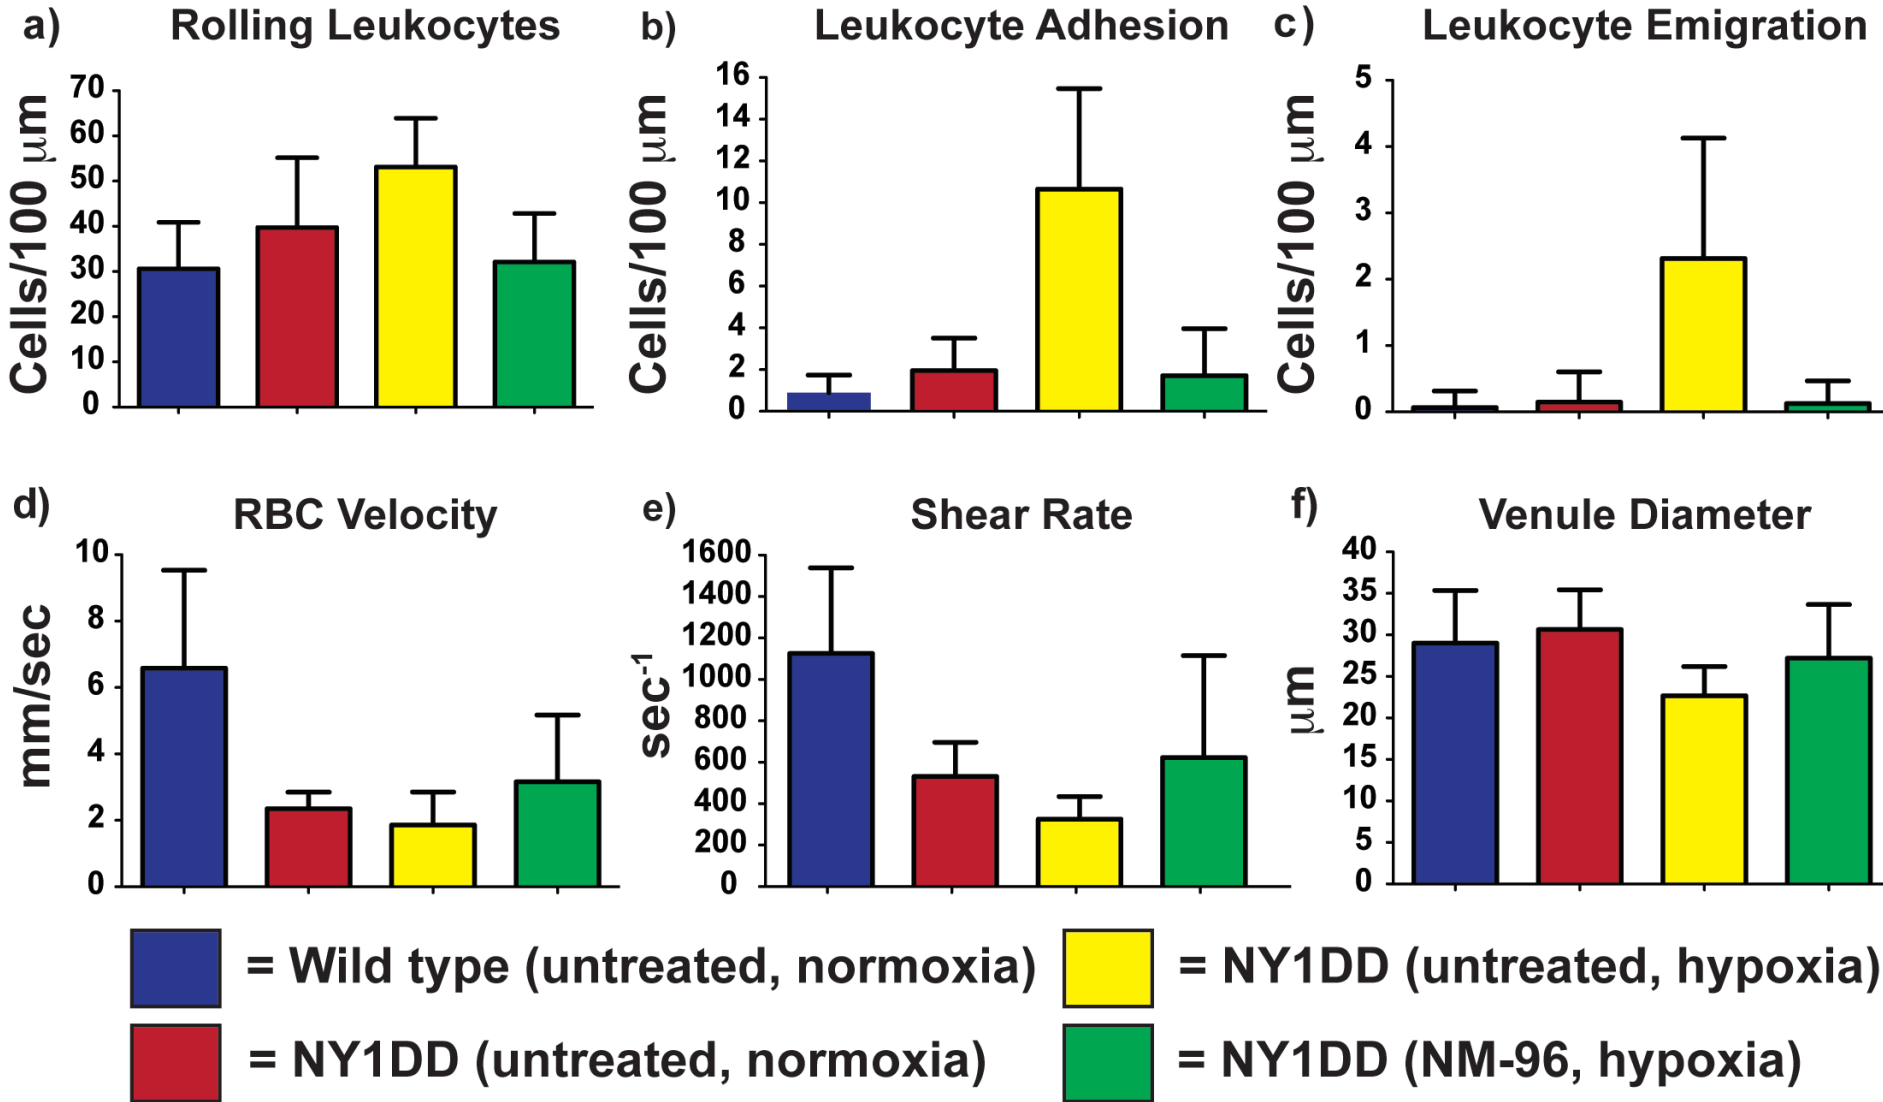 a) Rolling Leukocytes
Cells/100 μm
70
60
50
40
30
20
10
0
b) Leukocyte Adhesion
Cells/100 μm
16
14
12
10
8
6
4
2
0
c) Leukocyte Emigration
Cells/100 μm
5
4
3
2
1
0
d) RBC Velocity
mm/sec
10
8
6
4
2
0
e) Shear Rate
sec-1
1600
1400
1200
1000
800
600
400
200
0
f) Venule Diameter
μm
40
35
30
25
20
15
10
5
0
= Wild type (untreated, normoxia)
= NY1DD (untreated, hypoxia)
= NY1DD (untreated, normoxia)
= NY1DD (NM-96, hypoxia)